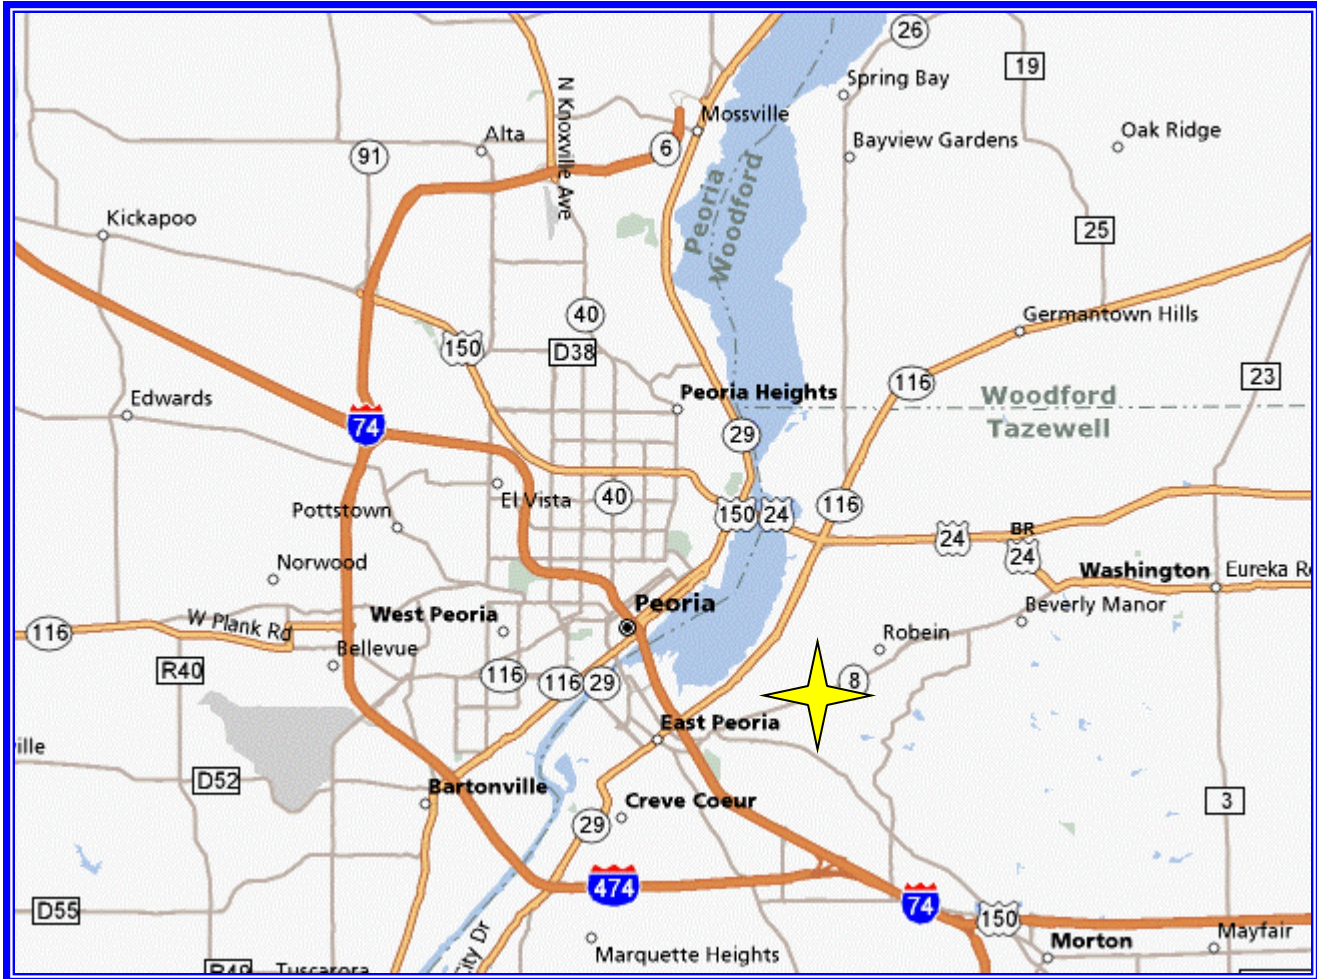 26
19
Spring Bay
N Knoxville Ave
Mossville
Oak Ridge
Alta
Bayview Gardens
6
91
Peoria
Woodford
Kickapoo
25
40
Germantown Hills
150
D38
23
116
Peoria Heights
Woodford
Edwards
74
Tazewell
29
El Vista
40
116
Pottstown
150
24
24
BR
24
Norwood
Washington
Eureka R
Peoria
Beverly Manor
West Peoria
W Plank Rd
116
Robein
Bellevue
R40
116
116
29
8
East Peoria
ville
D52
Bartonville
Creve Coeur
3
29
474
74
D55
150
Mayfair
City Dr
Morton
Marquette Heights
R49
Tuscarora